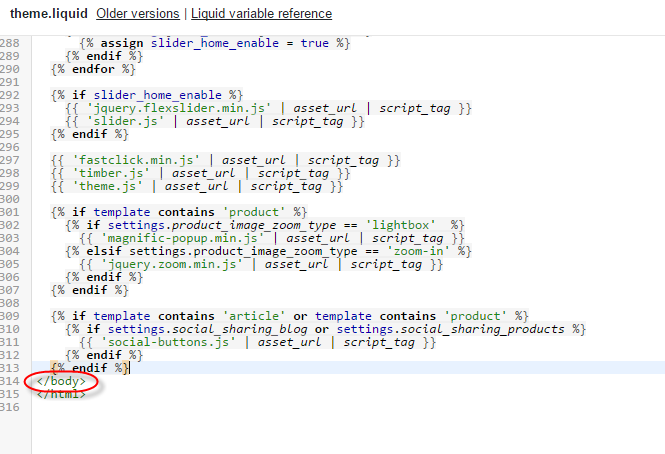 theme.liquid Older versions | Liquid variable reference
288 {% assign slider_home_enable = true %}
289 {% endif %}
290 {% endfor %}
291
292 {% if slider_home_enable %}
293 {{ 'jquery.flexslider.min.js' | asset_url | script_tag }}
294 {{ 'slider.js' | asset_url | script_tag }}
295 {% endif %}
296
297 {{ 'fastclick.min.js' | asset_url | script_tag }}
298 {{ 'timber.js' | asset_url | script_tag }}
299 {{ 'theme.js' | asset_url | script_tag }}
300
301 {% if template contains 'product' %}
302 {% if settings.product_image_zoom_type == 'lightbox' %}
303 {{ 'magnific-popup.min.js' | asset_url | script_tag }}
304 {% elsif settings.product_image_zoom_type == 'zoom-in' %}
305 {{ 'jquery.zoom.min.js' | asset_url | script_tag }}
306 {% endif %}
307 {% endif %}
308
309 {% if template contains 'article' or template contains 'product' %}
310 {% if settings.social_sharing_blog or settings.social_sharing_products %}
311 {{ 'social-buttons.js' | asset_url | script_tag }}
312 {% endif %}
313 {% endif %}
314 </body>
315 </html>
316